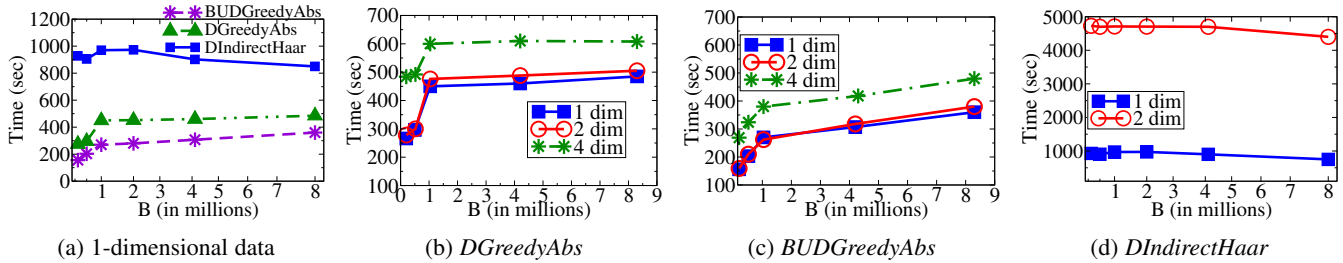 BUDGreedyAbs
DGreedyAbs
DIndirectHaar
Time (sec)
1200
1000
800
600
400
200
0
1 2 3 4 5 6 7 8
B (in millions)
(a) 1-dimensional data
Time (sec)
700
600
500
400
300
200
100
0 1 2 3 4 5 6 7 8 9
B (in millions)
1 dim
2 dim
4 dim
(b) DGreedyAbs
Time (sec)
700
600
500
400
300
200
100
0 1 2 3 4 5 6 7 8 9
B (in millions)
1 dim
2 dim
4 dim
(c) BUDGreedyAbs
Time (sec)
5000
4000
3000
2000
1000
1 2 3 4 5 6 7 8
B (in millions)
1 dim
2 dim
(d) DIndirectHaar